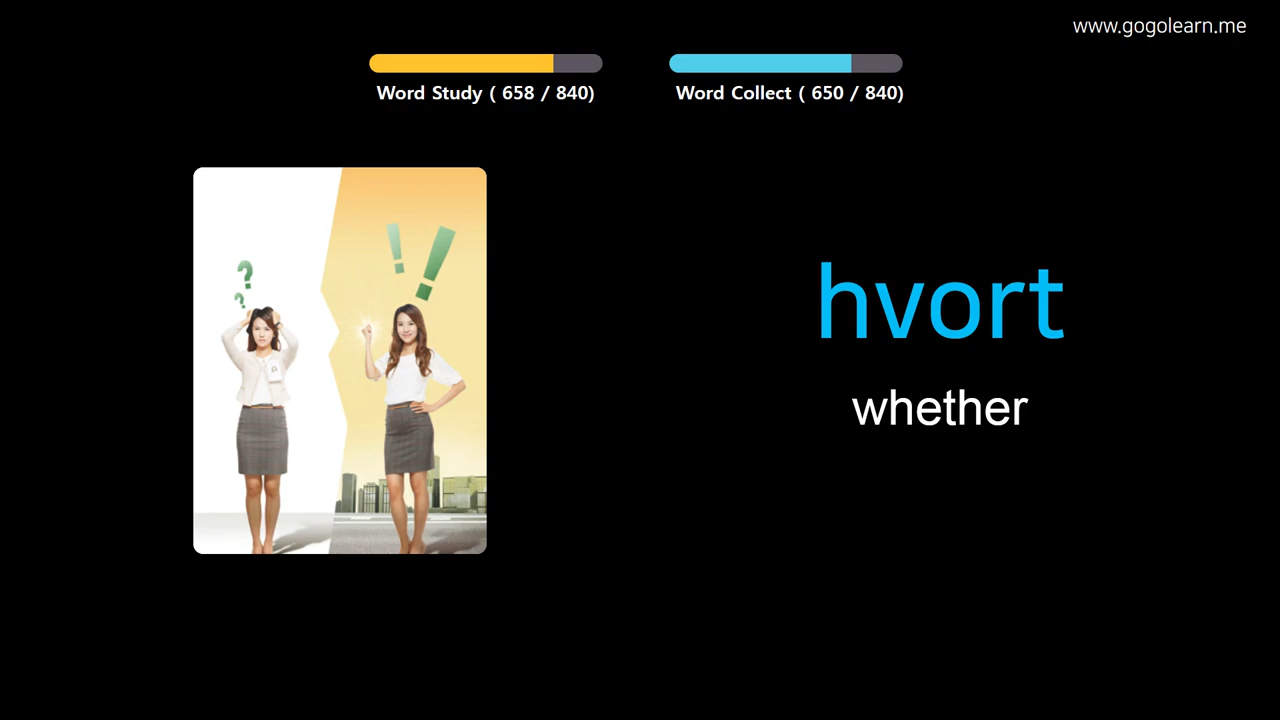 www.gogolearn.me
Word Study ( 658 / 840)
Word Collect ( 650 / 840)
? ?
! !
hvort
whether